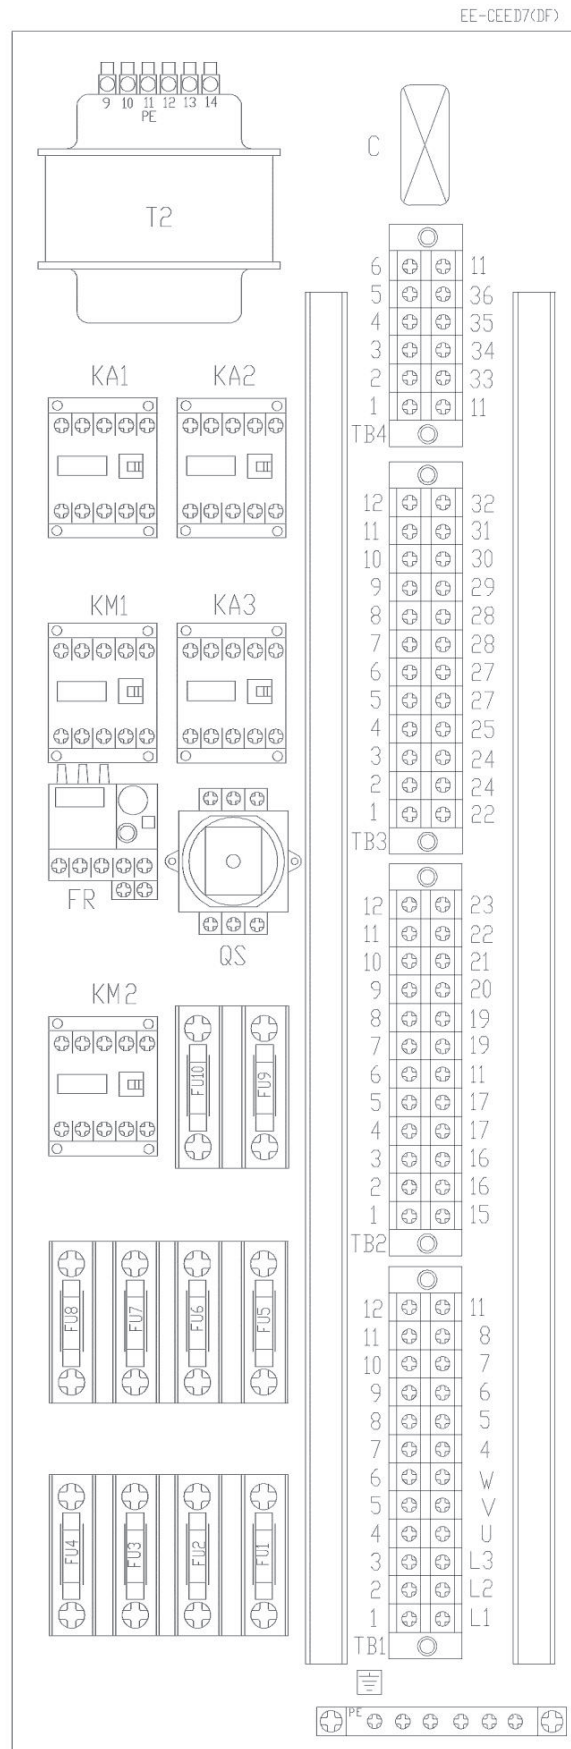 EE-CEED7(DF)
9 10 11 12 13 14
PE
T2
C
6 11
5 36
4 35
3 34
2 33
1 11
TB4
KA1 KA2
12 32
11 31
10 30
9 29
8 28
7 28
6 27
5 27
4 25
3 24
2 24
1 22
TB3
KM1 KA3
FR
QS
12 23
11 22
10 21
9 20
8 19
7 19
6 11
5 17
4 17
3 16
2 16
1 15
TB2
KM2
FU10 FU9
FU8 FU7 FU6 FU5
12 11
11 8
10 7
9 6
8 5
7 4
6 W
5 V
4 U
3 L3
2 L2
1 L1
TB1
FU4 FU3 FU2 FU1
PE